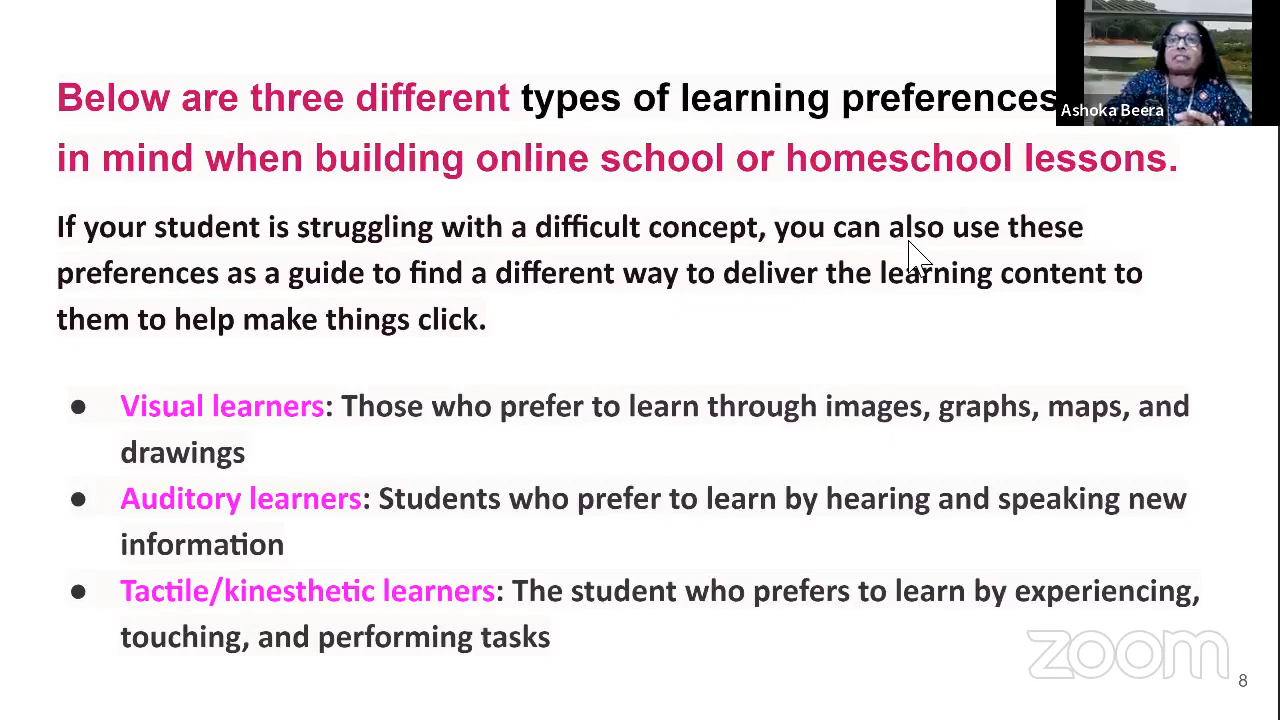 Below are three different types of learning preferences
in mind when building online school or homeschool lessons.
Ashoka Beera
If your student is struggling with a difficult concept, you can also use these
preferences as a guide to find a different way to deliver the learning content to
them to help make things click.
● Visual learners: Those who prefer to learn through images, graphs, maps, and
drawings
● Auditory learners: Students who prefer to learn by hearing and speaking new
information
● Tactile/kinesthetic learners: The student who prefers to learn by experiencing,
touching, and performing tasks
zoom
8